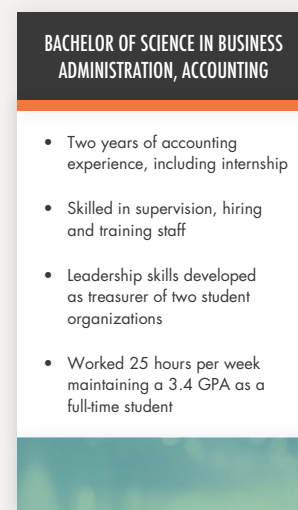 BACHELOR OF SCIENCE IN BUSINESS
ADMINISTRATION, ACCOUNTING
• Two years of accounting
experience, including internship
• Skilled in supervision, hiring
and training staff
• Leadership skills developed
as treasurer of two student
organizations
• Worked 25 hours per week
maintaining a 3.4 GPA as a
full-time student